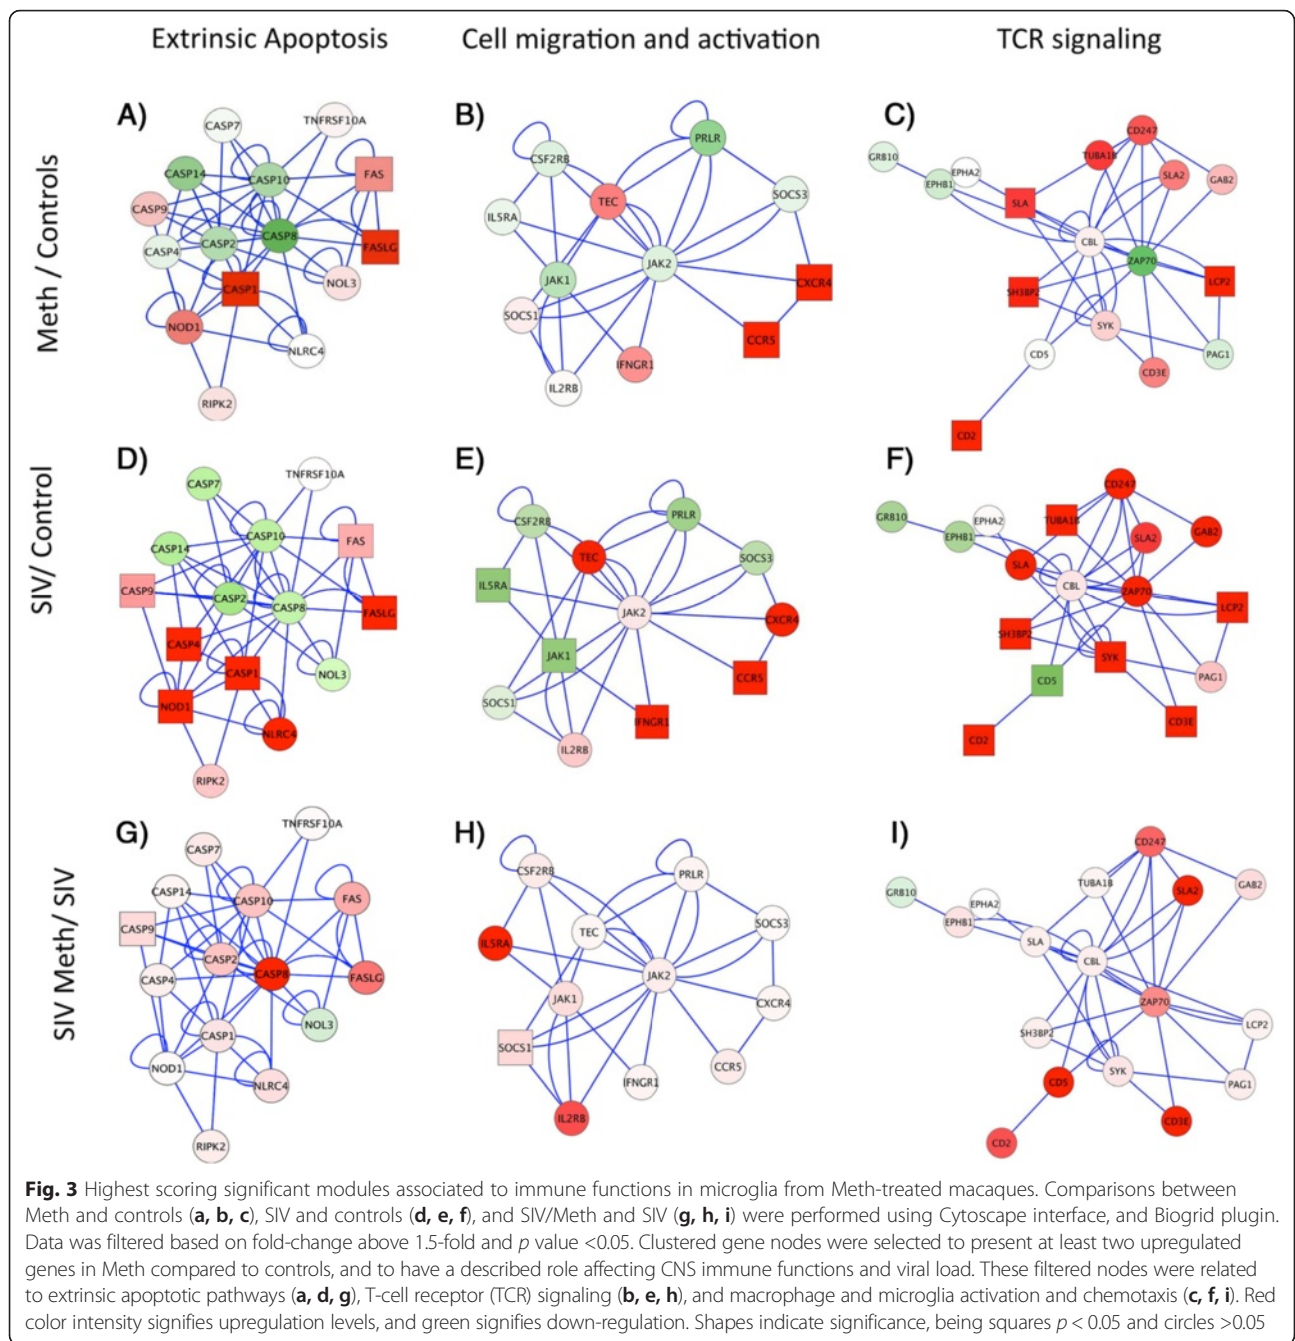 Extrinsic Apoptosis Cell migration and activation TCR signaling
Meth / Controls
A)
CASP7
TNFRSF10A
CASP14
CASP10
FAS
CASP9
CASP4
CASP2
CASP8
FASLG
CASP1
NOL3
NOD1
NLRC4
RIPK2
B)
PRLR
CSF2RB
TEC
SOCS3
IL5RA
JAK2
JAK1
CXCR4
SOCS1
CCR5
IFNGR1
IL2RB
C)
CD247
GRB10
TUBA1B
EPHA2
EPHB1
SLA2
GAB2
SLA
CBL
ZAP70
LCP2
SH3BP2
SYK
CD5
PAG1
CD3E
CD2
SIV/ Control
D)
CASP7
TNFRSF10A
CASP14
CASP10
FAS
CASP9
CASP2
CASP8
FASLG
CASP4
CASP1
NOL3
NOD1
NLRC4
RIPK2
E)
CSF2RB
PRLR
TEC
SOCS3
IL5RA
JAK2
CXCR4
JAK1
CCR5
SOCS1
IFNGR1
IL2RB
F)
CD247
GRB10
EPHA2
TUBA1B
EPHB1
SLA2
GAB2
SLA
CBL
ZAP70
LCP2
SH3BP2
SYK
CD5
PAG1
CD3E
CD2
SIV Meth/ SIV
G)
TNFRSF10A
CASP7
CASP14
CASP10
FAS
CASP9
CASP2
CASP8
FASLG
CASP4
CASP1
NOL3
NOD1
NLRC4
RIPK2
H)
CSF2RB
PRLR
SOCS3
IL5RA
TEC
JAK2
JAK1
CXCR4
SOCS1
CCR5
IFNGR1
IL2RB
I)
CD247
GRB10
TUBA1B
SLA2
GAB2
EPHA2
EPHB1
SLA
CBL
ZAP70
LCP2
SH3BP2
SYK
CD5
PAG1
CD3E
CD2
Fig. 3 Highest scoring significant modules associated to immune functions in microglia from Meth-treated macaques. Comparisons between
Meth and controls (a, b, c), SIV and controls (d, e, f), and SIV/Meth and SIV (g, h, i) were performed using Cytoscape interface, and Biogrid plugin.
Data was filtered based on fold-change above 1.5-fold and p value <0.05. Clustered gene nodes were selected to present at least two upregulated
genes in Meth compared to controls, and to have a described role affecting CNS immune functions and viral load. These filtered nodes were related
to extrinsic apoptotic pathways (a, d, g), T-cell receptor (TCR) signaling (b, e, h), and macrophage and microglia activation and chemotaxis (c, f, i). Red
color intensity signifies upregulation levels, and green signifies down-regulation. Shapes indicate significance, being squares p < 0.05 and circles >0.05